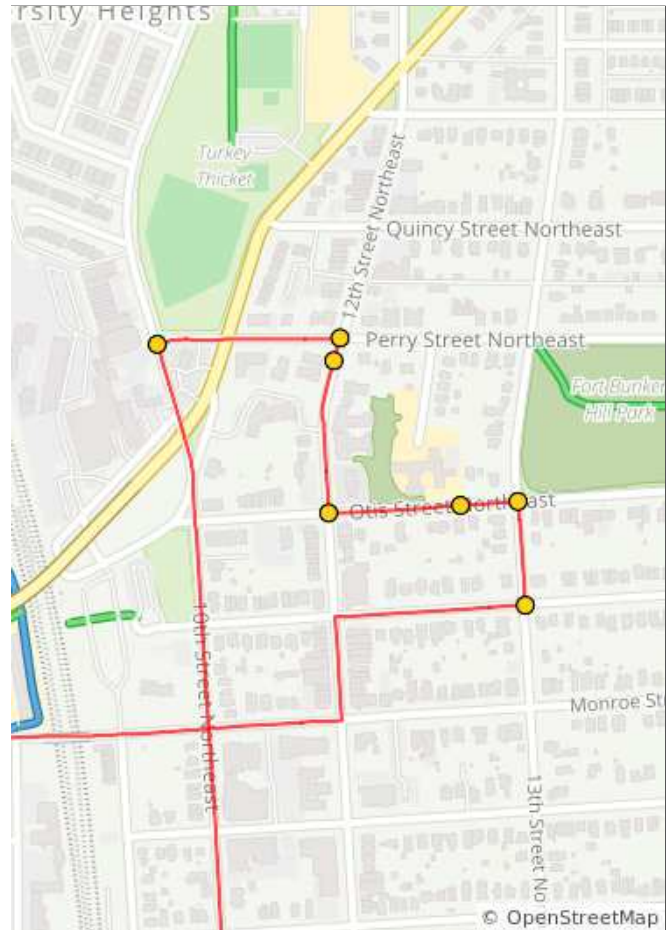 rsity Heights
Turkey
Thicket
12th Street Northeast
Quincy Street Northeast
Perry Street Northeast
Fort Bunker
Hill Park
Otis Street Northeast
10th Street Northeast
Monroe St
13th Street No
© OpenStreetMap